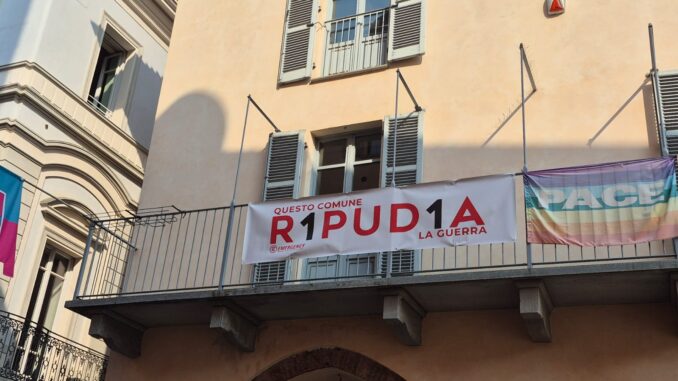 QUESTO COMUNE
R1PUD1A
LA GUERRA
EMERGENCY
PACE